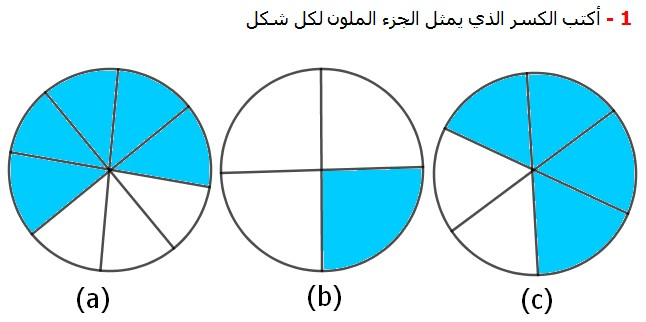 1 - أكتب الكسر الذي يمثل الجزء الملون لكل شكل
(a) (b) (c)